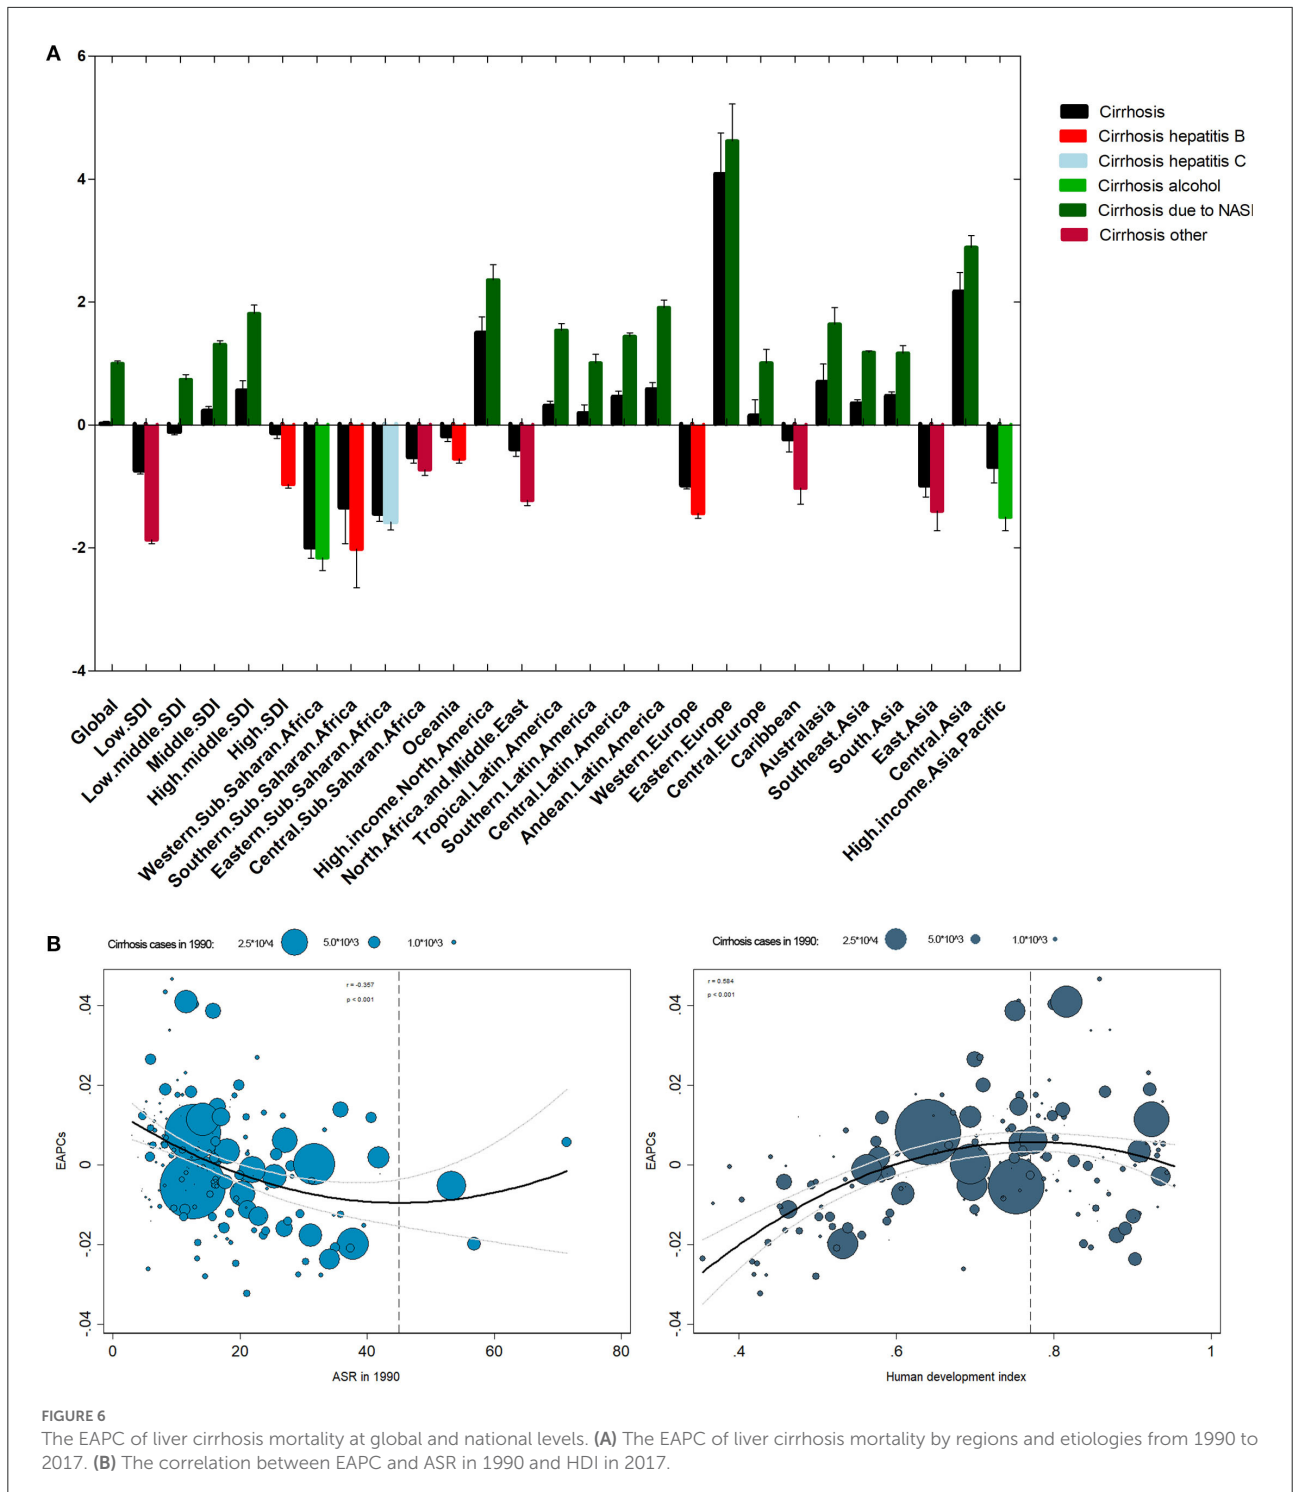 A
6
4
2
0
-2
-4
Cirrhosis
Cirrhosis hepatitis B
Cirrhosis hepatitis C
Cirrhosis alcohol
Cirrhosis due to NASI
Cirrhosis other
Global
Low.SDI
Low.middle.SDI
Middle.SDI
High.middle.SDI
High.SDI
Western.Sub.Saharan.Africa
Southern.Sub.Saharan.Africa
Eastern.Sub.Saharan.Africa
Central.Sub.Saharan.Africa
Oceania
High.income.North.America
North.Africa.and.Middle.East
Tropical.Latin.America
Southern.Latin.America
Central.Latin.America
Andean.Latin.America
Western.Europe
Eastern.Europe
Central.Europe
Caribbean
Australasia
Southeast.Asia
South.Asia
East.Asia
Central.Asia
High.income.Asia.Pacific
B
Cirrhosis cases in 1990: 2.5*10^4 5.0*10^3 1.0*10^3
r = -0.357
p < 0.001
EAPCs
.04
.02
0
-.02
-.04
0 20 40 60 80
ASR in 1990
Cirrhosis cases in 1990: 2.5*10^4 5.0*10^3 1.0*10^3
r = 0.584
p < 0.001
EAPCs
.04
.02
0
-.02
-.04
.4 .6 .8 1
Human development index
FIGURE 6
The EAPC of liver cirrhosis mortality at global and national levels. (A) The EAPC of liver cirrhosis mortality by regions and etiologies from 1990 to
2017. (B) The correlation between EAPC and ASR in 1990 and HDI in 2017.